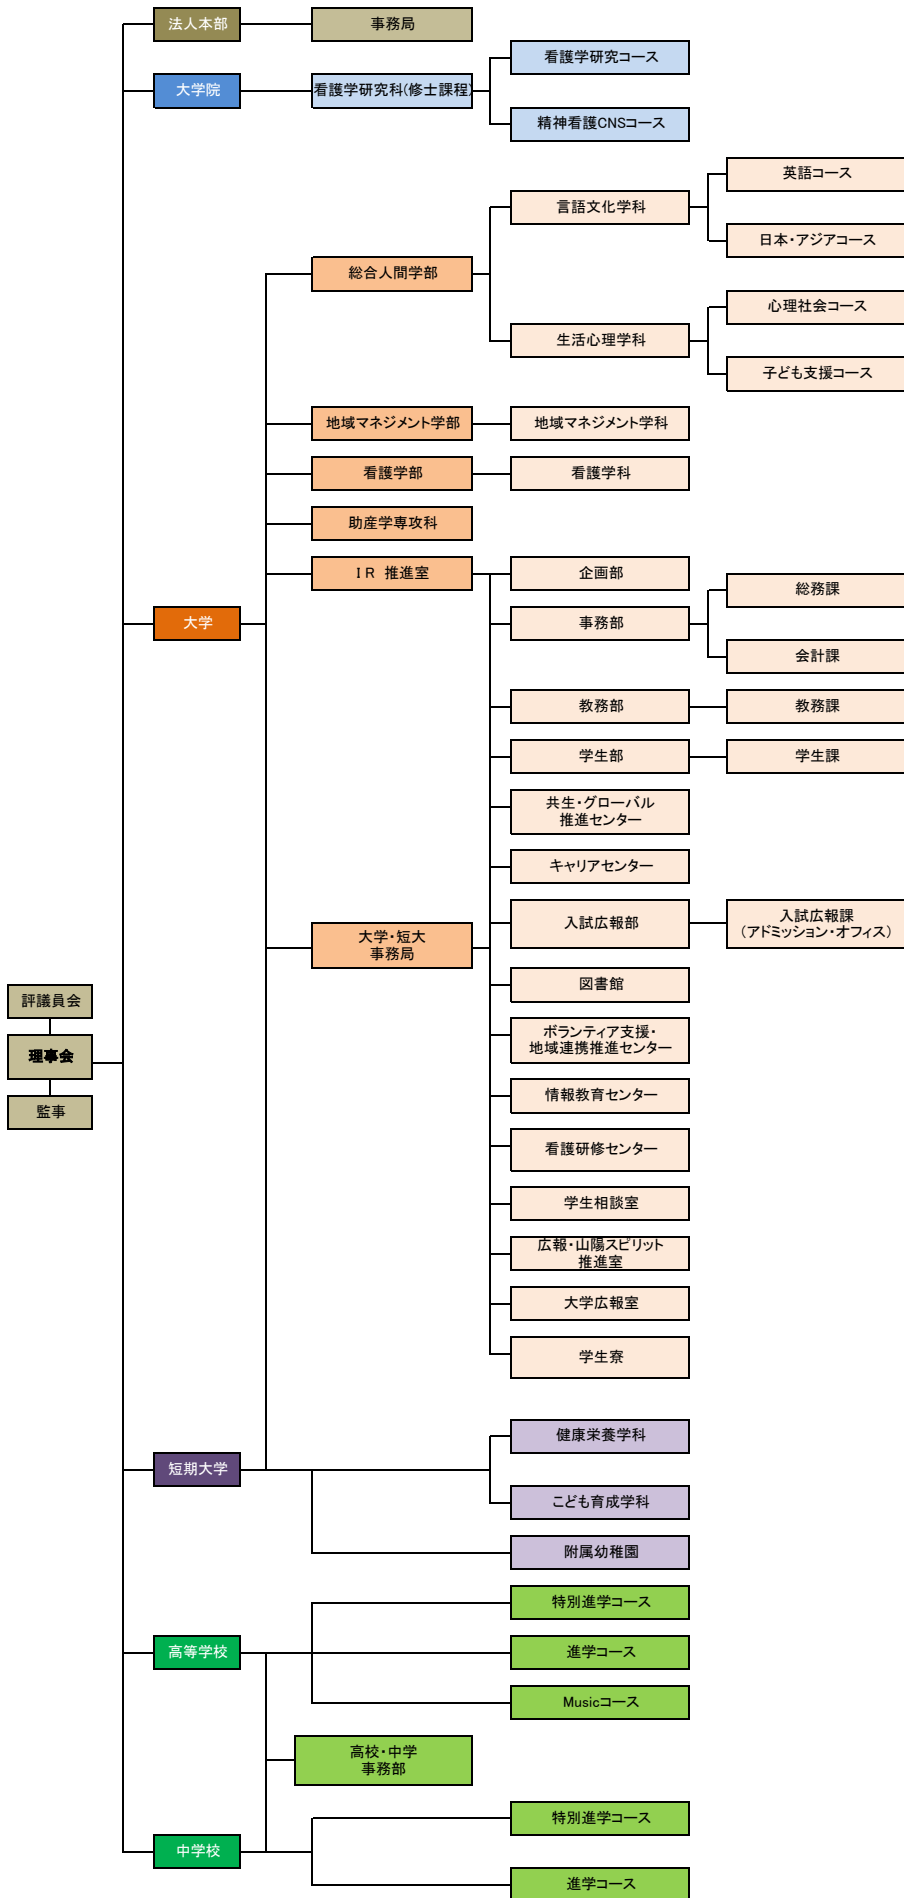 法人本部
事務局
大学院
看護学研究科(修士課程)
看護学研究コース
精神看護CNSコース
大学
総合人間学部
言語文化学科
英語コース
日本・アジアコース
生活心理学科
心理社会コース
子ども支援コース
地域マネジメント学部
地域マネジメント学科
看護学部
看護学科
助産学専攻科
ＩＲ 推進室
大学・短大
事務局
企画部
事務部
総務課
会計課
教務部
教務課
学生部
学生課
共生・グローバル
推進センター
キャリアセンター
入試広報部
入試広報課
（アドミッション・オフィス）
図書館
ボランティア支援・
地域連携推進センター
情報教育センター
看護研修センター
学生相談室
広報・山陽スピリット
推進室
大学広報室
学生寮
評議員会
理事会
監事
短期大学
健康栄養学科
こども育成学科
附属幼稚園
高等学校
特別進学コース
進学コース
Musicコース
高校・中学
事務部
中学校
特別進学コース
進学コース